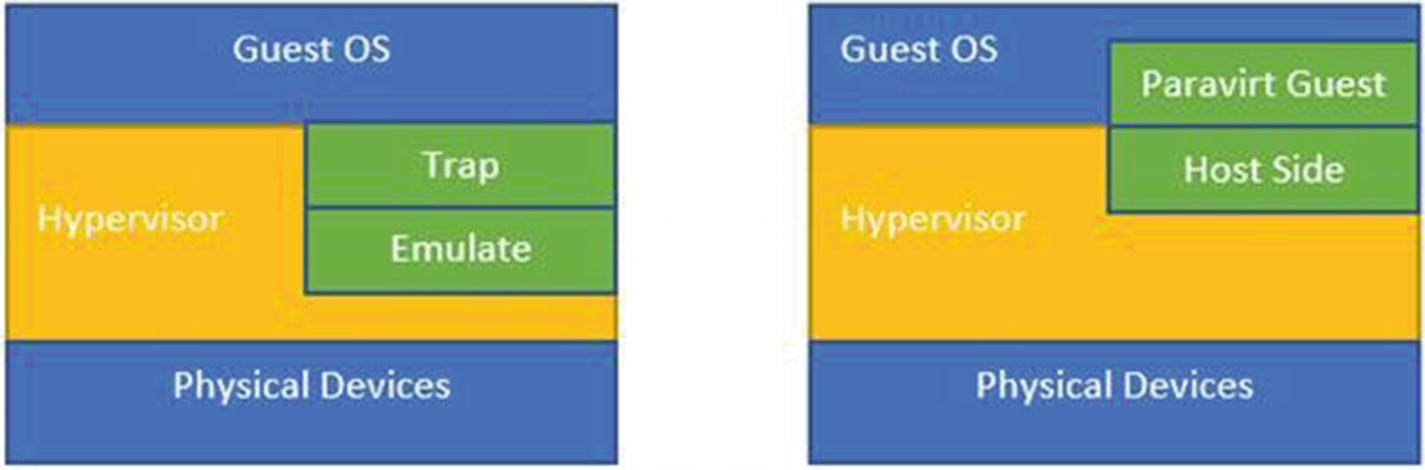 Guest OS
Trap
Hypervisor
Emulate
Physical Devices
Guest OS
Paravirt Guest
Host Side
Hypervisor
Physical Devices